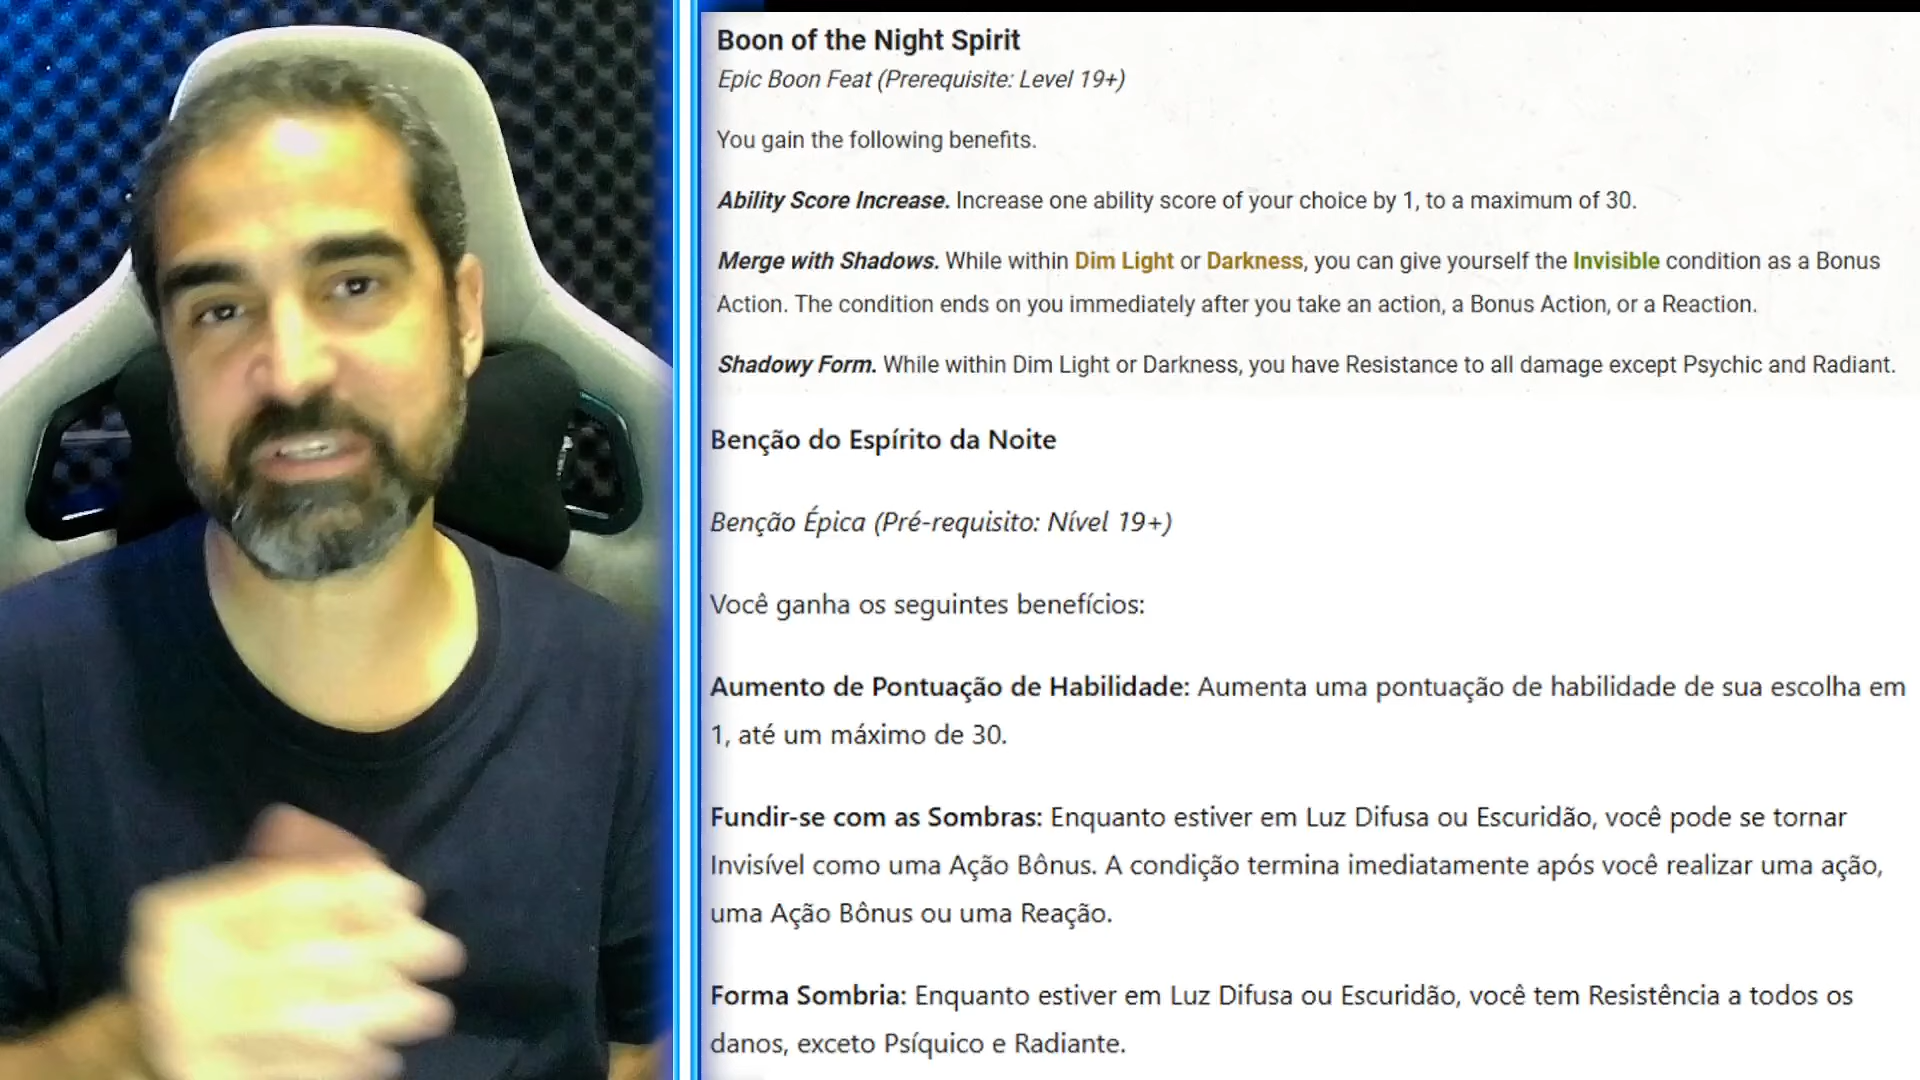 Boon of the Night Spirit
Epic Boon Feat (Prerequisite: Level 19+)
You gain the following benefits.
Ability Score Increase. Increase one ability score of your choice by 1, to a maximum of 30.
Merge with Shadows. While within Dim Light or Darkness, you can give yourself the Invisible condition as a Bonus
Action. The condition ends on you immediately after you take an action, a Bonus Action, or a Reaction.
Shadowy Form. While within Dim Light or Darkness, you have Resistance to all damage except Psychic and Radiant.
Benção do Espírito da Noite
Benção Épica (Pré-requisito: Nível 19+)
Você ganha os seguintes benefícios:
Aumento de Pontuação de Habilidade: Aumenta uma pontuação de habilidade de sua escolha em
1, até um máximo de 30.
Fundir-se com as Sombras: Enquanto estiver em Luz Difusa ou Escuridão, você pode se tornar
Invisível como uma Ação Bônus. A condição termina imediatamente após você realizar uma ação,
uma Ação Bônus ou uma Reação.
Forma Sombria: Enquanto estiver em Luz Difusa ou Escuridão, você tem Resistência a todos os
danos, exceto Psíquico e Radiante.